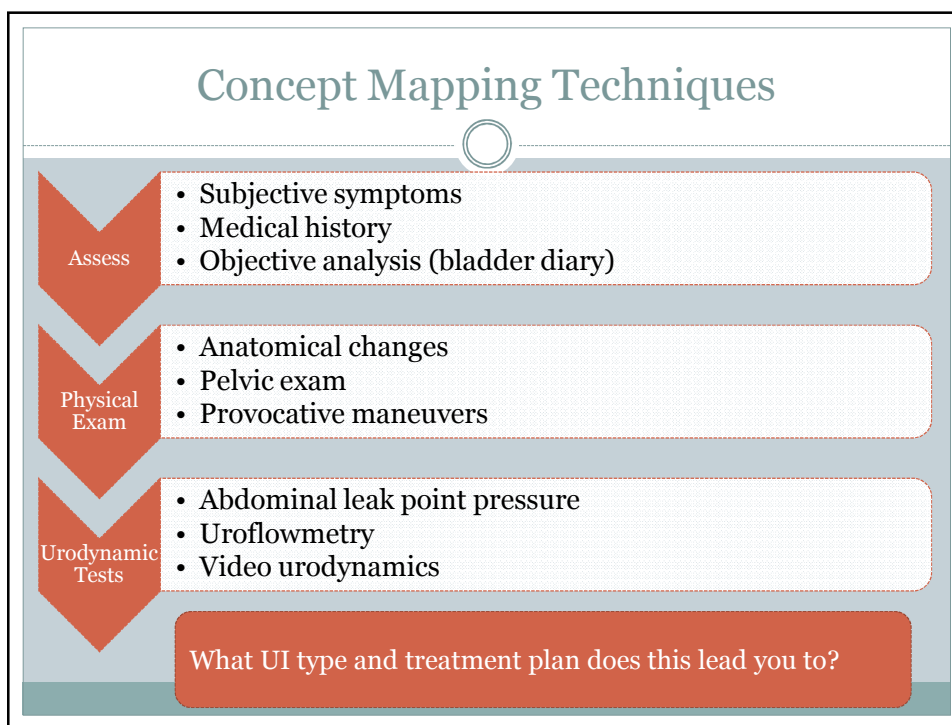 Concept Mapping Techniques
Assess
• Subjective symptoms
• Medical history
• Objective analysis (bladder diary)
Physical
Exam
• Anatomical changes
• Pelvic exam
• Provocative maneuvers
Urodynamic
Tests
• Abdominal leak point pressure
• Uroflowmetry
• Video urodynamics
What UI type and treatment plan does this lead you to?